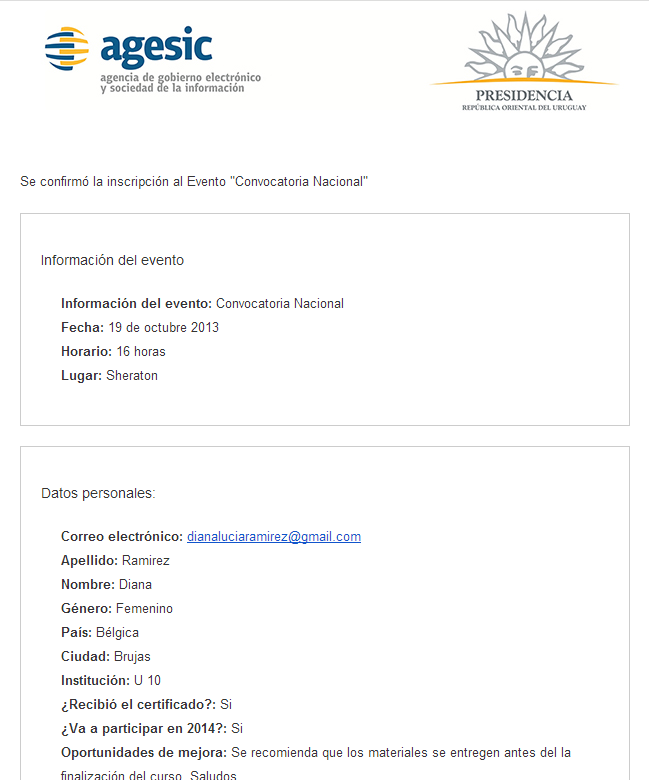 agesic
agencia de gobierno electrónico
y sociedad de la información
PRESIDENCIA
REPÚBLICA ORIENTAL DEL URUGUAY
Se confirmó la inscripción al Evento "Convocatoria Nacional"
Información del evento
Información del evento: Convocatoria Nacional
Fecha: 19 de octubre 2013
Horario: 16 horas
Lugar: Sheraton
Datos personales:
Correo electrónico: dianaluciaramirez@gmail.com
Apellido: Ramirez
Nombre: Diana
Género: Femenino
País: Bélgica
Ciudad: Brujas
Institución: U 10
¿Recibió el certificado?: Si
¿Va a participar en 2014?: Si
Oportunidades de mejora: Se recomienda que los materiales se entregen antes del la
finalización del curso. Saludos